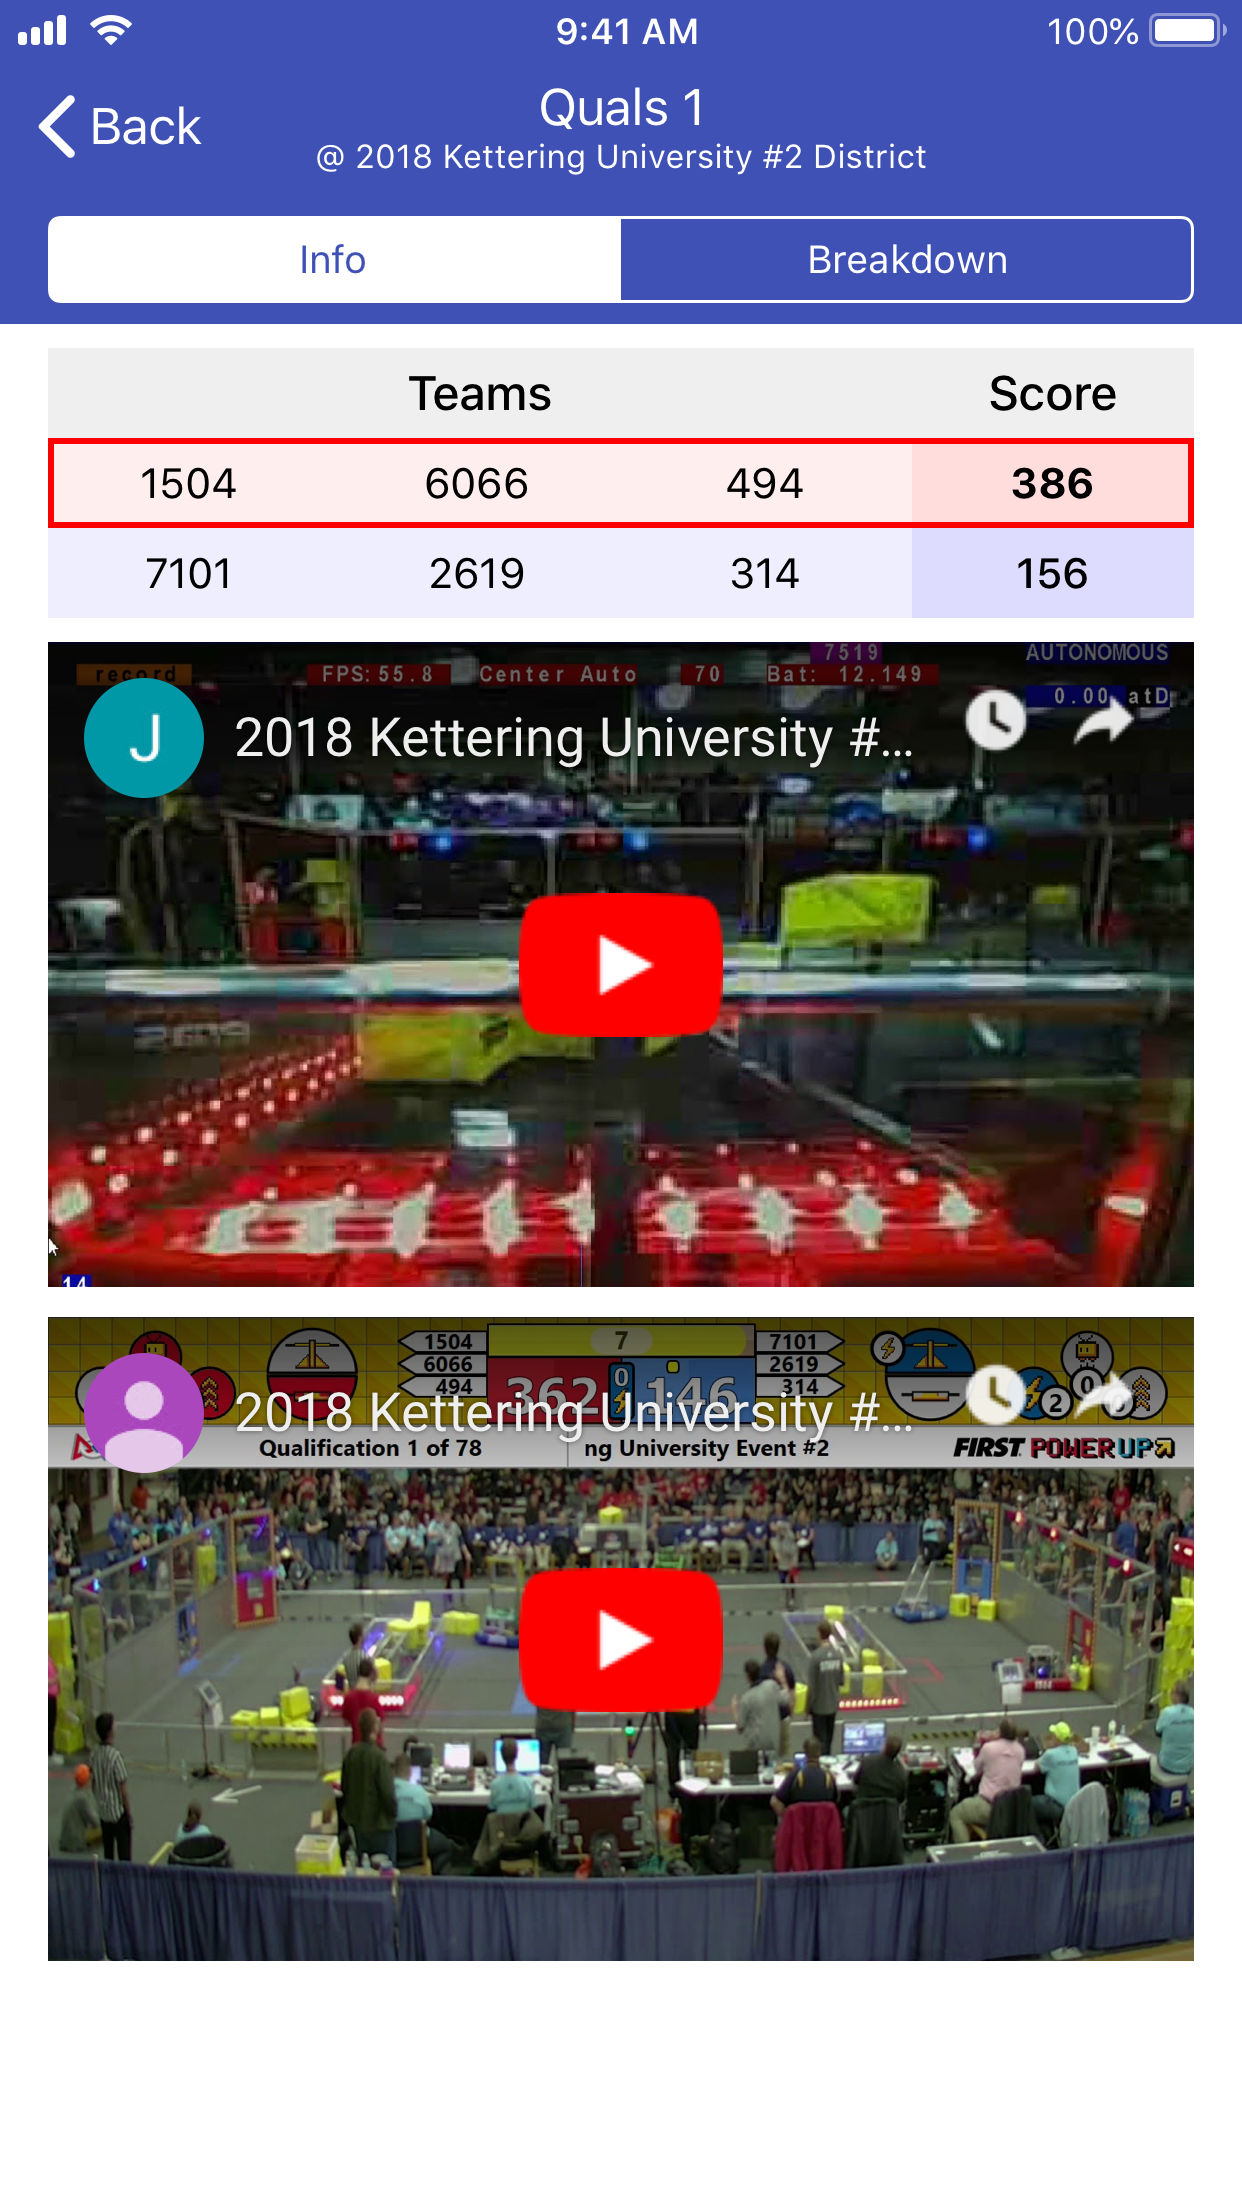 9:41 AM
100%
Back
Quals 1
@ 2018 Kettering University #2 District
Info
Breakdown
Teams
Score
1504
6066
494
386
7101
2619
314
156
record
FPS: 55.8
Center Auto
70
7519
Bat: 12.149
AUTONOMOUS
0.00
atD
J
2018 Kettering University #...
14
1504
6066
494
7
362
0
146
7101
2619
314
2
0
2018 Kettering University #...
Qualification 1 of 78
ng University Event #2
FIRST POWER UP